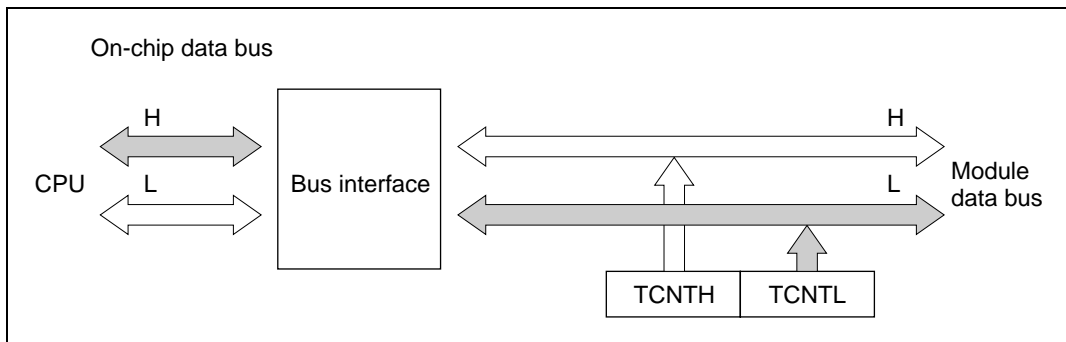 On-chip data bus
H
H
CPU
L
Bus interface
L
Module
data bus
TCNTH
TCNTL